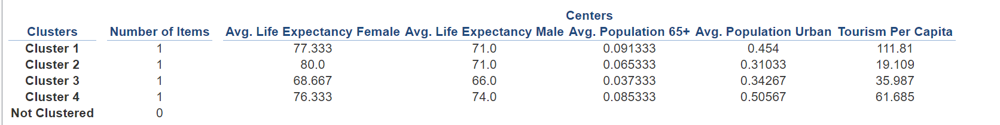 Centers
Clusters Number of Items Avg. Life Expectancy Female Avg. Life Expectancy Male Avg. Population 65+ Avg. Population Urban Tourism Per Capita
Cluster 1 1 77.333 71.0 0.091333 0.454 111.81
Cluster 2 1 80.0 71.0 0.065333 0.31033 19.109
Cluster 3 1 68.667 66.0 0.037333 0.34267 35.987
Cluster 4 1 76.333 74.0 0.085333 0.50567 61.685
Not Clustered 0